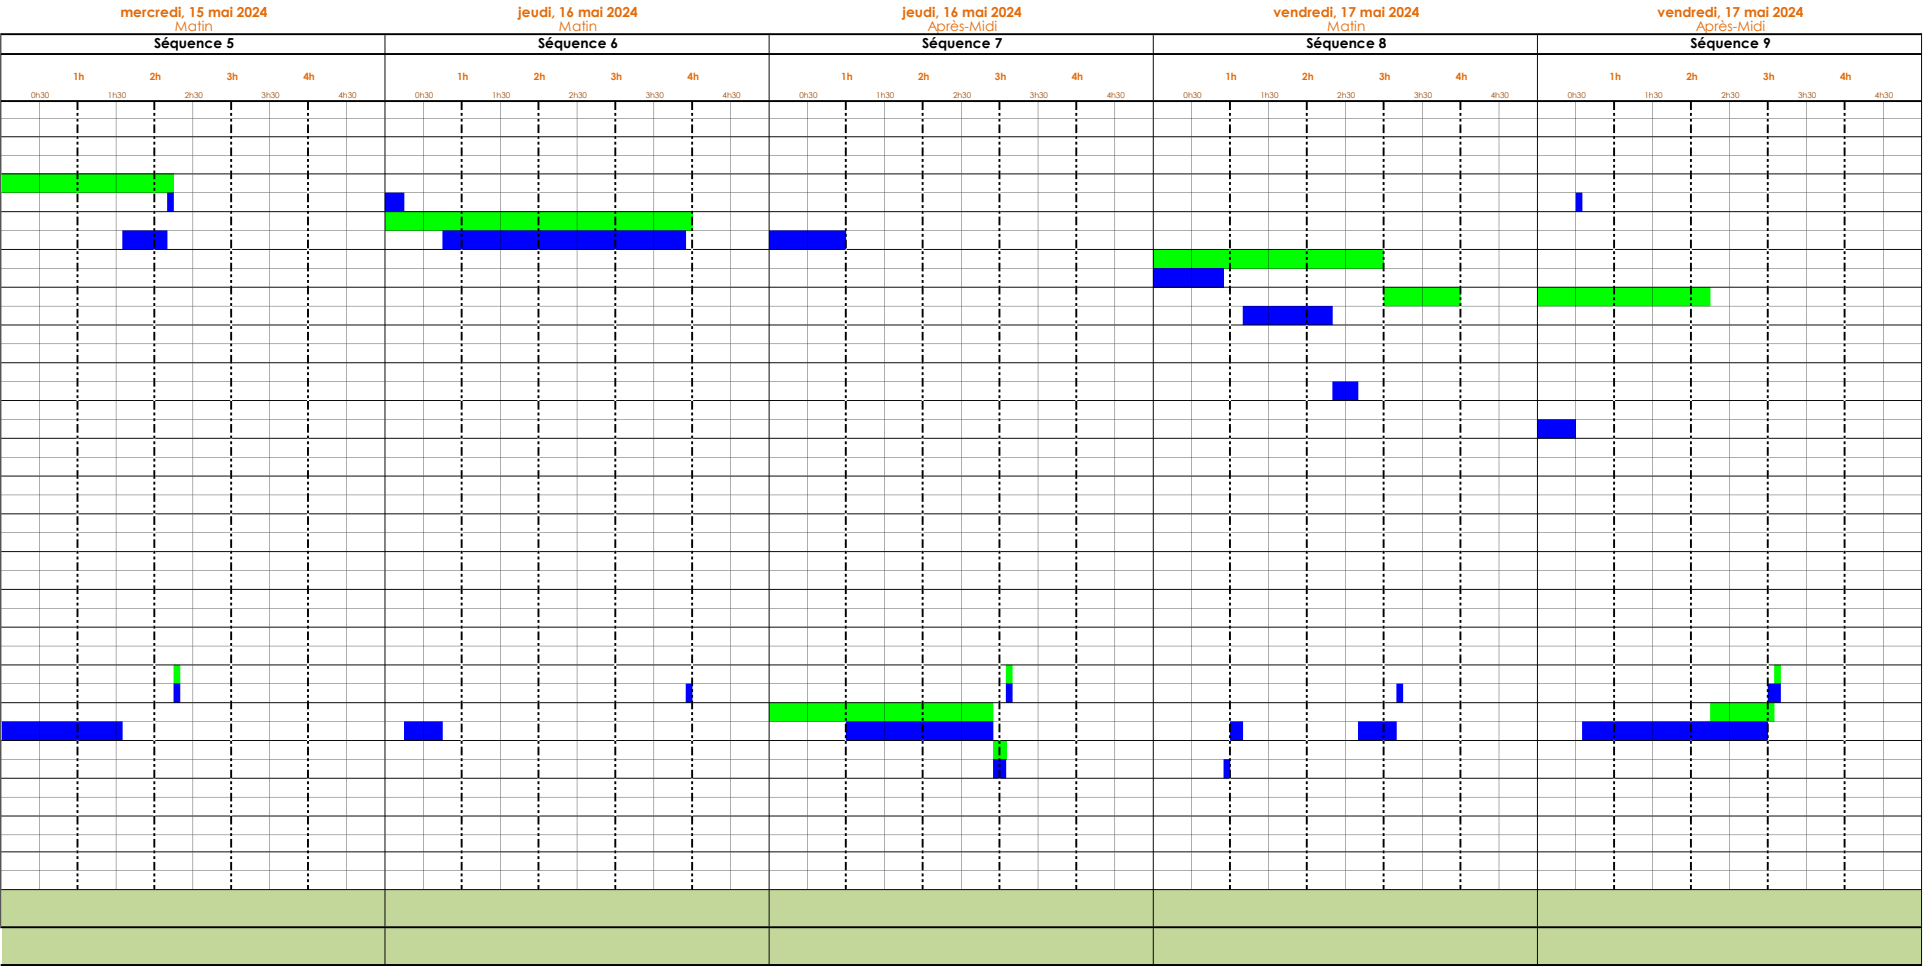 mercredi, 15 mai 2024 jeudi, 16 mai 2024 jeudi, 16 mai 2024 vendredi, 17 mai 2024 vendredi, 17 mai 2024
Matin Matin Après-Midi Matin Après-Midi
Séquence 5 Séquence 6 Séquence 7 Séquence 8 Séquence 9
1h 2h 3h 4h 1h 2h 3h 4h 1h 2h 3h 4h 1h 2h 3h 4h 1h 2h 3h 4h
0h30 1h30 2h30 3h30 4h30 0h30 1h30 2h30 3h30 4h30 0h30 1h30 2h30 3h30 4h30 0h30 1h30 2h30 3h30 4h30 0h30 1h30 2h30 3h30 4h30